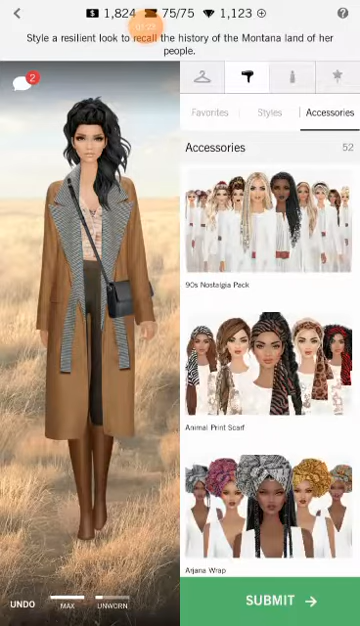 $ 1,824 75/75 1,123
Style a resilient look to recall the history of the Montana land of her
people.
2
Favorites Styles Accessories
Accessories 52
90s Nostalgia Pack
Animal Print Scarf
Arjana Wrap
UNDO MAX UNWORN
SUBMIT